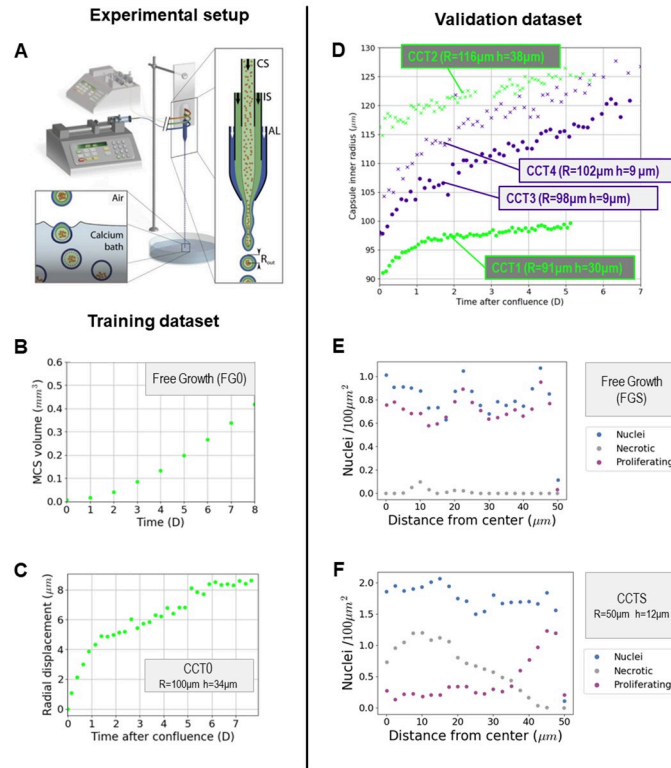 Experimental setup
Validation dataset
A
CS
IS
AL
Air
Calcium
bath
R_out
D
Capsule inner radius (μm)
130
125
120
115
110
105
100
95
90
CCT2 (R=116μm h=38μm)
CCT4 (R=102μm h=9 μm)
CCT3 (R=98μm h=9μm)
CCT1 (R=91μm h=30μm)
0 1 2 3 4 5 6 7
Time after confluence (D)
Training dataset
B
MCS volume (mm³)
0.6
0.5
0.4
0.3
0.2
0.1
0.0
Free Growth (FG0)
0 1 2 3 4 5 6 7 8
Time (D)
C
Radial displacement (μm)
8
6
4
2
0
CCT0
R=100μm h=34μm
0 1 2 3 4 5 6 7
Time after confluence (D)
E
Nuclei /100μm²
1.0
0.8
0.6
0.4
0.2
0.0
0 10 20 30 40 50
Distance from center (μm)
Free Growth
(FGS)
Nuclei
Necrotic
Proliferating
F
Nuclei /100μm²
2.0
1.5
1.0
0.5
0.0
0 10 20 30 40 50
Distance from center (μm)
CCTS
R=50μm h=12μm
Nuclei
Necrotic
Proliferating